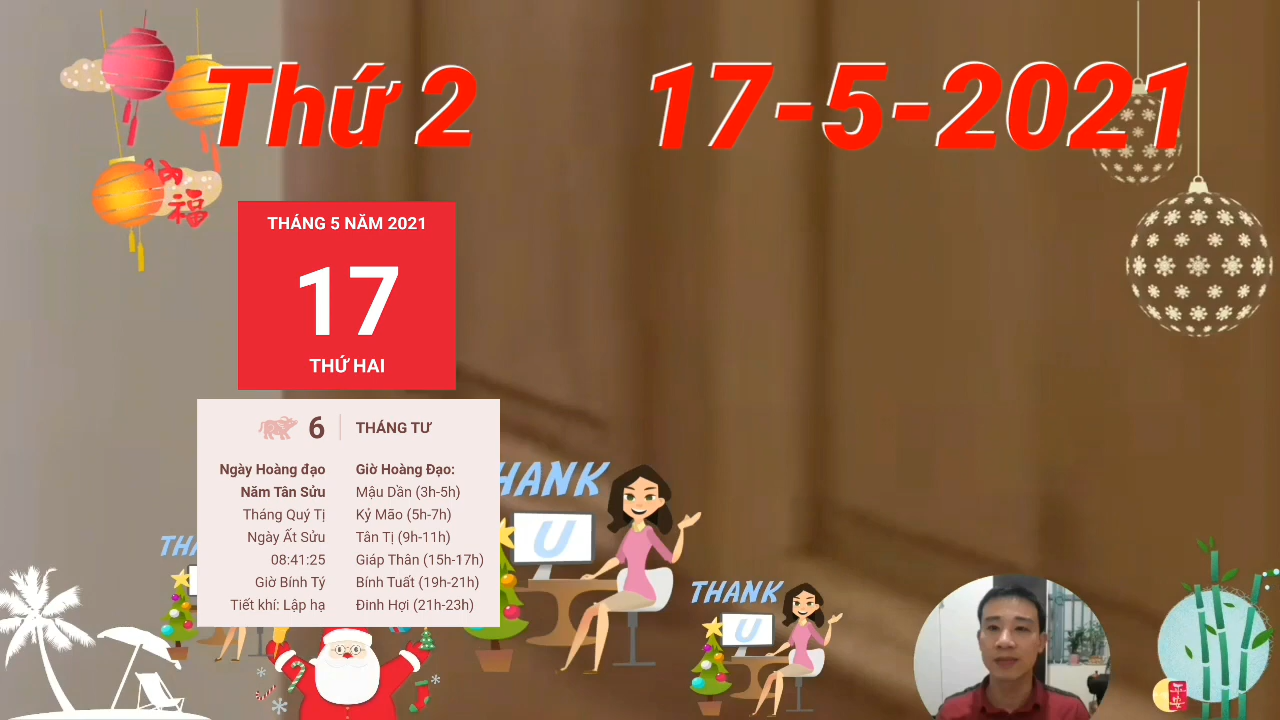 Thứ 2 17-5-2021
福
THÁNG 5 NĂM 2021
17
THỨ HAI
6 THÁNG TƯ
Ngày Hoàng đạo
Năm Tân Sửu
Tháng Quý Tị
Ngày Ất Sửu
08:41:25
Giờ Bính Tý
Tiết khí: Lập hạ
Giờ Hoàng Đạo:
Mậu Dần (3h-5h)
Kỷ Mão (5h-7h)
Tân Tị (9h-11h)
Giáp Thân (15h-17h)
Bính Tuất (19h-21h)
Đinh Hợi (21h-23h)
HANK
U
THA
THANK
U